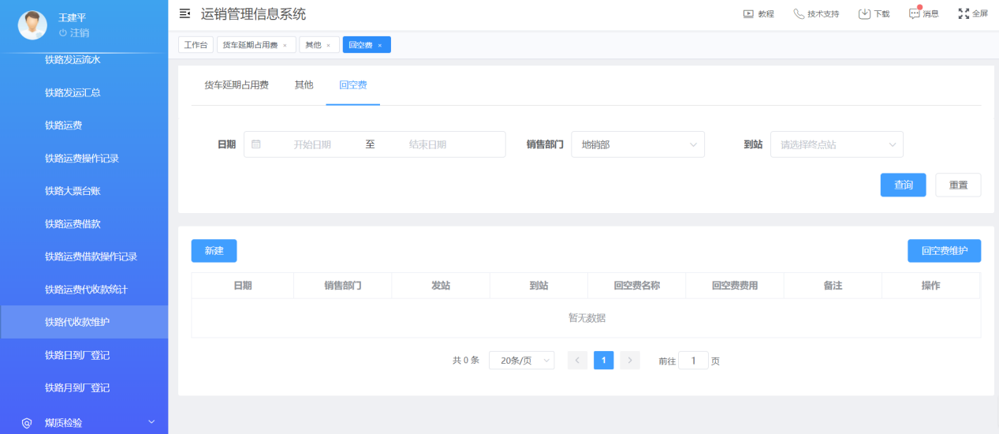 王建平
注销
铁路发运流水
铁路发运汇总
铁路运费
铁路运费操作记录
铁路大票台账
铁路运费借款
铁路运费借款操作记录
铁路运费代收款统计
铁路代收款维护
铁路日到厂登记
铁路月到厂登记
煤质检验
运销管理信息系统
教程 技术支持 下载 消息 全屏
工作台 货车延期占用费 × 其他 × 回空费 ×
货车延期占用费 其他 回空费
日期 开始日期 至 结束日期 销售部门 地销部 到站 请选择终点站
查询 重置
新建 回空费维护
日期 销售部门 发站 到站 回空费名称 回空费费用 备注 操作
暂无数据
共 0 条 20条/页 < 1 > 前往 1 页